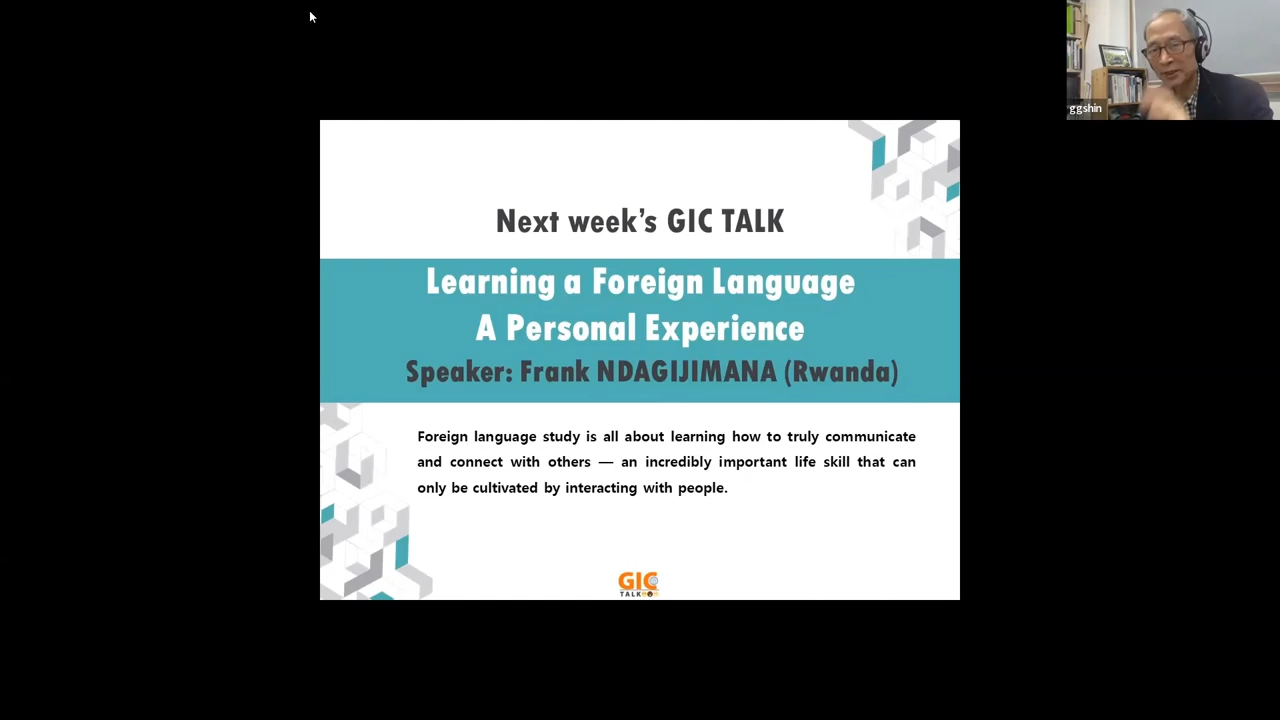 ggshin
Next week's GIC TALK
Learning a Foreign Language
A Personal Experience
Speaker: Frank NDAGIJIMANA (Rwanda)
Foreign language study is all about learning how to truly communicate
and connect with others — an incredibly important life skill that can
only be cultivated by interacting with people.
GIC
TALK